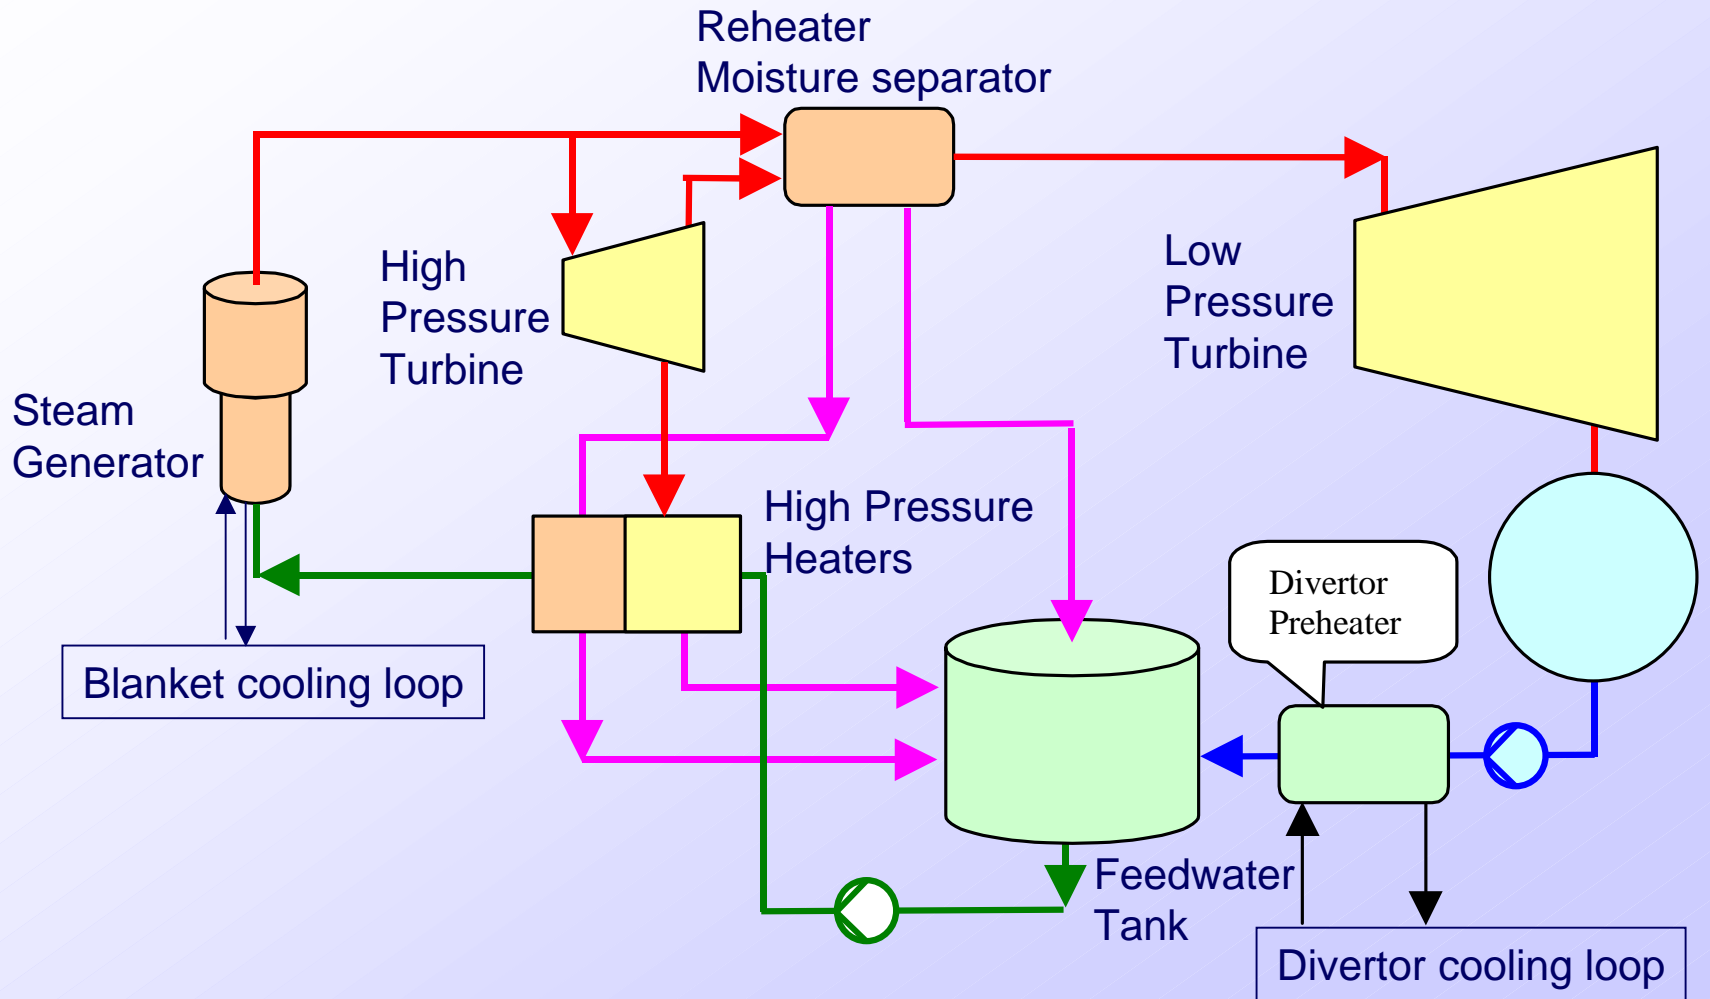 Reheater
Moisture separator
High
Pressure
Turbine
Low
Pressure
Turbine
Steam
Generator
High Pressure
Heaters
Divertor
Preheater
Blanket cooling loop
Feedwater
Tank
Divertor cooling loop